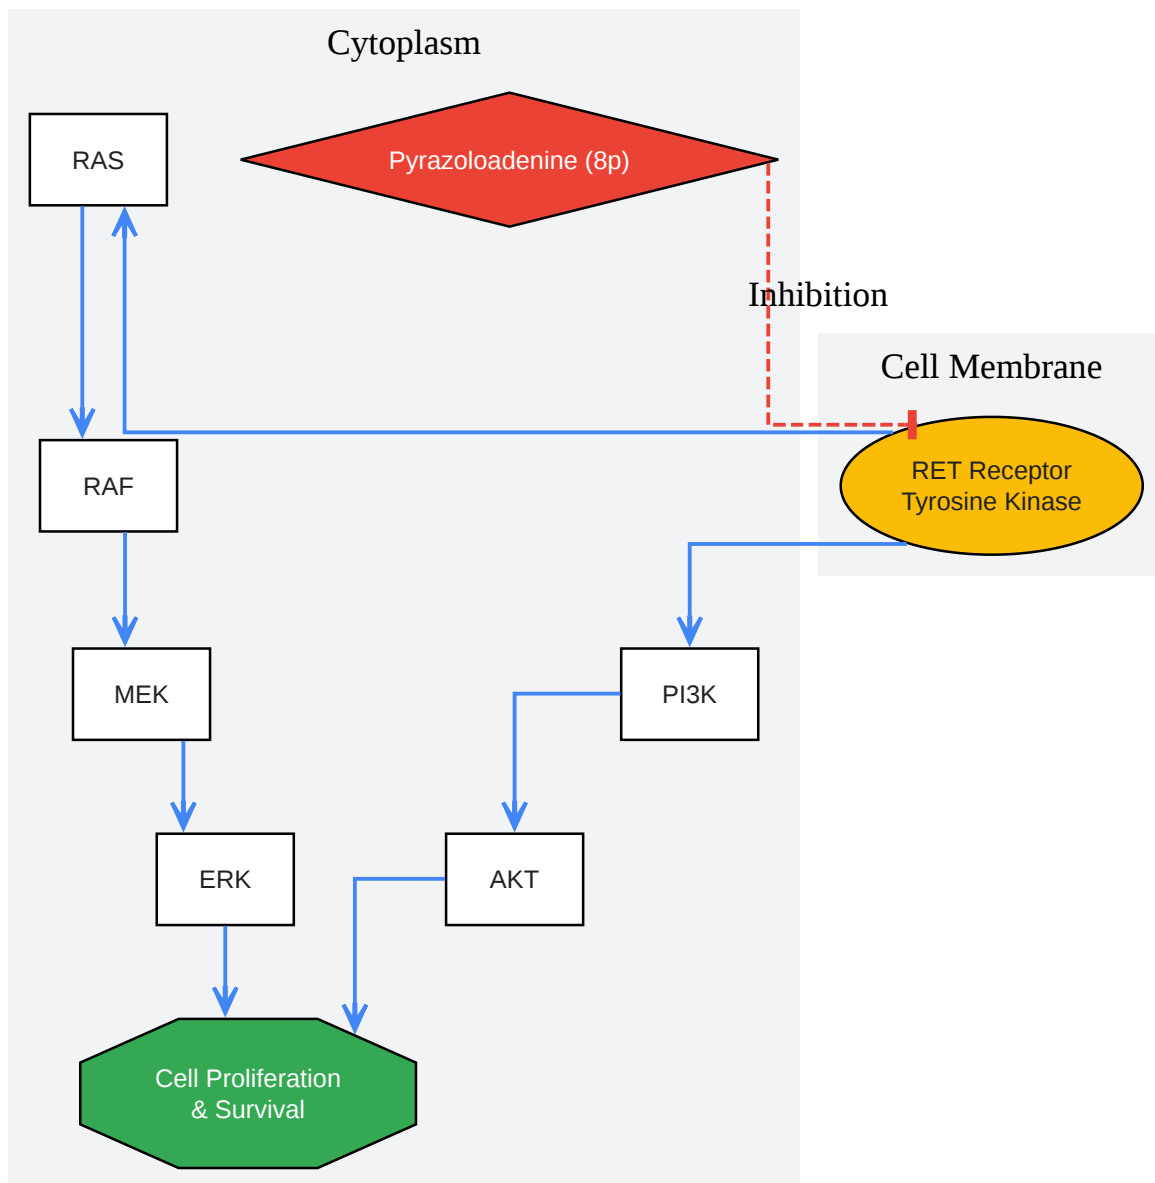 Cytoplasm
RAS
Pyrazoloadenine (8p)
Inhibition
Cell Membrane
RET Receptor
Tyrosine Kinase
RAF
MEK
PI3K
ERK
AKT
Cell Proliferation
& Survival